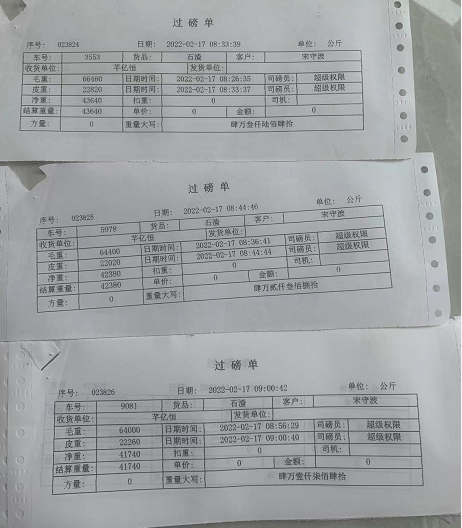 过磅单
序号: 023824 日期: 2022-02-17 08:33:39 单位: 公斤
车号: 3553 货品: 石渣 客户: 宋守波
收货单位: 芊亿恒 发货单位:
毛重: 66460 日期时间: 2022-02-17 08:26:35 司磅员: 超级权限
皮重: 22820 日期时间: 2022-02-17 08:33:37 司磅员: 超级权限
净重: 43640 扣重: 0 司机:
结算重量: 43640 单价: 0 金额: 0
方量: 0 重量大写: 肆万叁仟陆佰肆拾
过磅单
序号: 023825 日期: 2022-02-17 08:44:46 单位: 公斤
车号: 5978 货品: 石渣 客户: 宋守波
收货单位: 芊亿恒 发货单位:
毛重: 64400 日期时间: 2022-02-17 08:36:41 司磅员: 超级权限
皮重: 22020 日期时间: 2022-02-17 08:44:44 司磅员: 超级权限
净重: 42380 扣重: 0 司机:
结算重量: 42380 单价: 0 金额: 0
方量: 0 重量大写: 肆万贰仟叁佰捌拾
过磅单
序号: 023826 日期: 2022-02-17 09:00:42 单位: 公斤
车号: 9081 货品: 石渣 客户: 宋守波
收货单位: 芊亿恒 发货单位:
毛重: 64000 日期时间: 2022-02-17 08:56:29 司磅员: 超级权限
皮重: 22260 日期时间: 2022-02-17 09:00:40 司磅员: 超级权限
净重: 41740 扣重: 0 司机:
结算重量: 41740 单价: 0 金额: 0
方量: 0 重量大写: 肆万壹仟柒佰肆拾